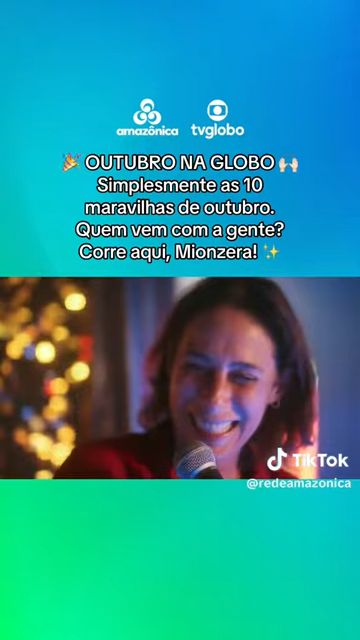 amazônica tvglobo
🎉 OUTUBRO NA GLOBO 🙌🏻
Simplesmente as 10
maravilhas de outubro.
Quem vem com a gente?
Corre aqui, Mionzera! ✨
TikTok
@redeamazonica